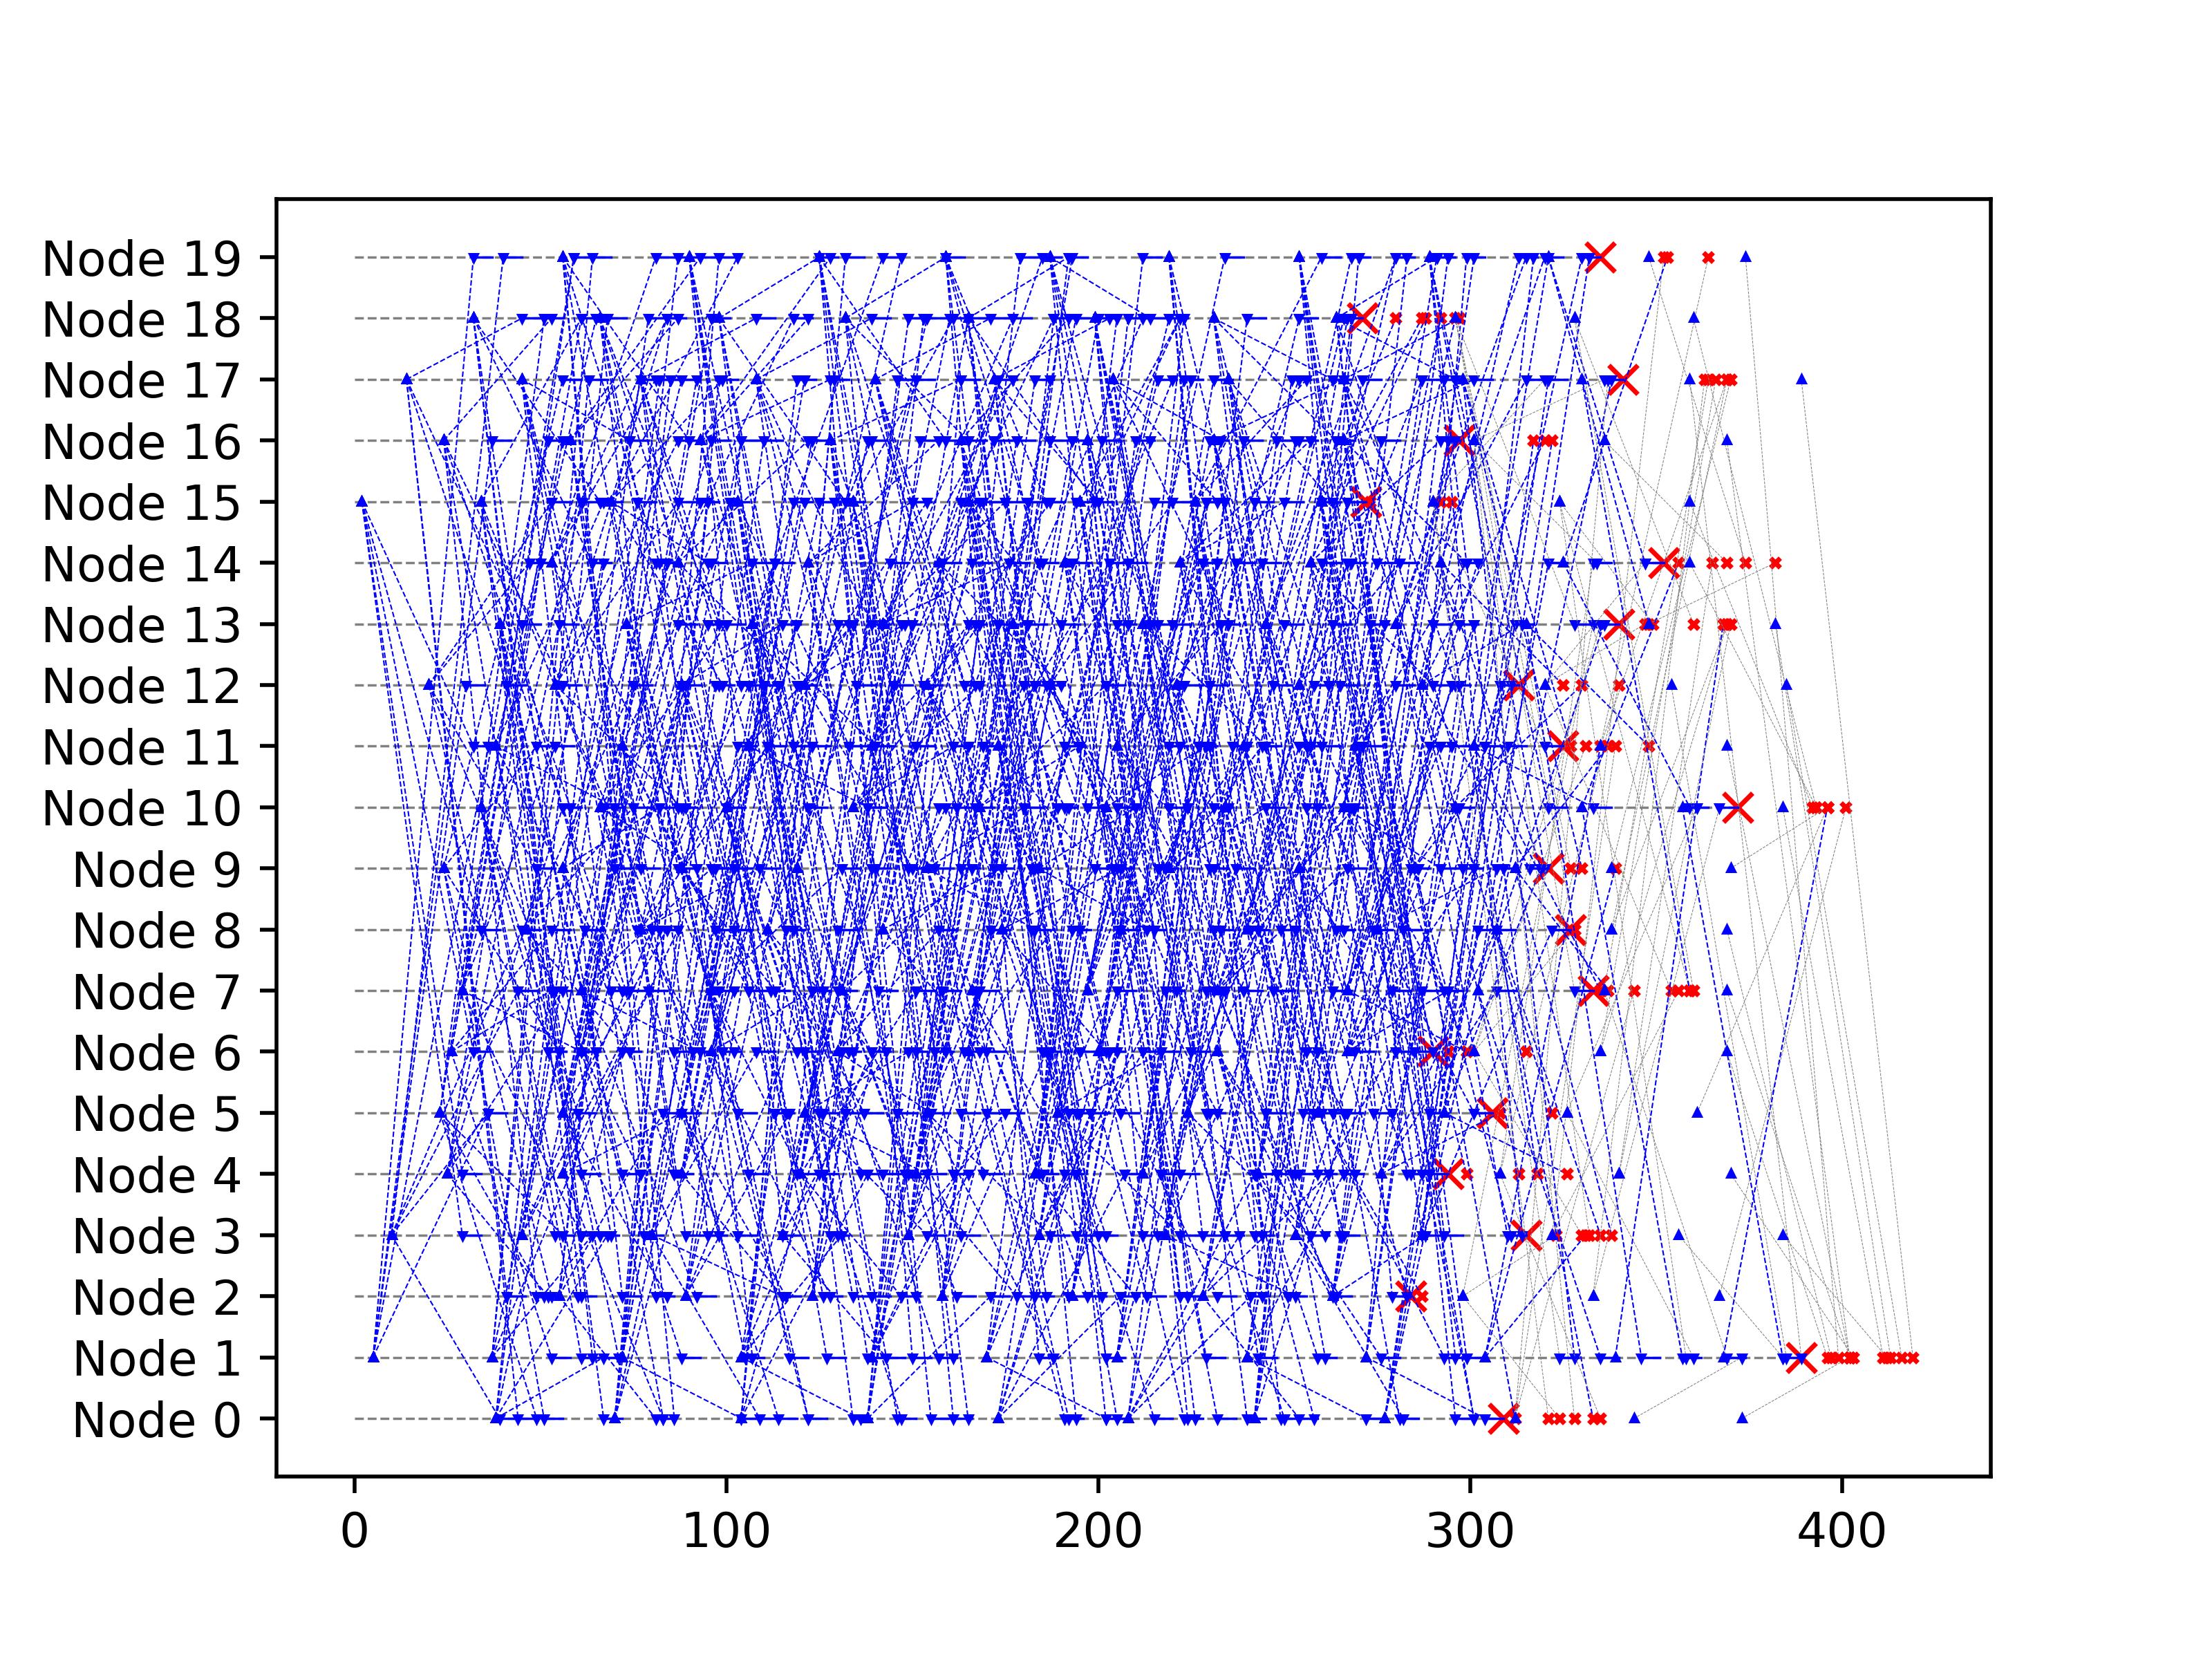 Node 19
Node 18
Node 17
Node 16
Node 15
Node 14
Node 13
Node 12
Node 11
Node 10
Node 9
Node 8
Node 7
Node 6
Node 5
Node 4
Node 3
Node 2
Node 1
Node 0
0 100 200 300 400